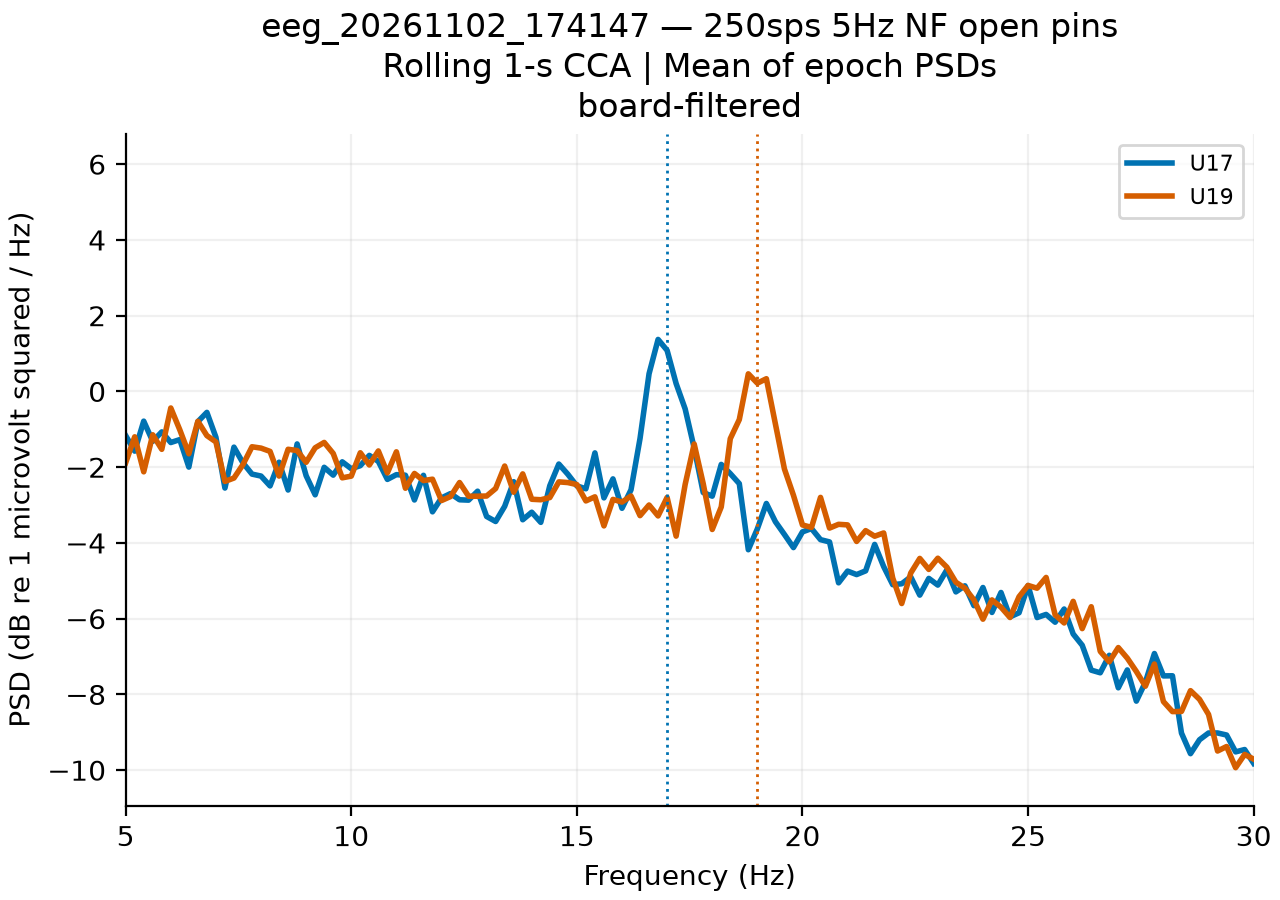 eeg_20261102_174147 — 250sps 5Hz NF open pins
Rolling 1-s CCA | Mean of epoch PSDs
board-filtered
U17
U19
PSD (dB re 1 microvolt squared / Hz)
6
4
2
0
−2
−4
−6
−8
−10
5
10
15
20
25
30
Frequency (Hz)